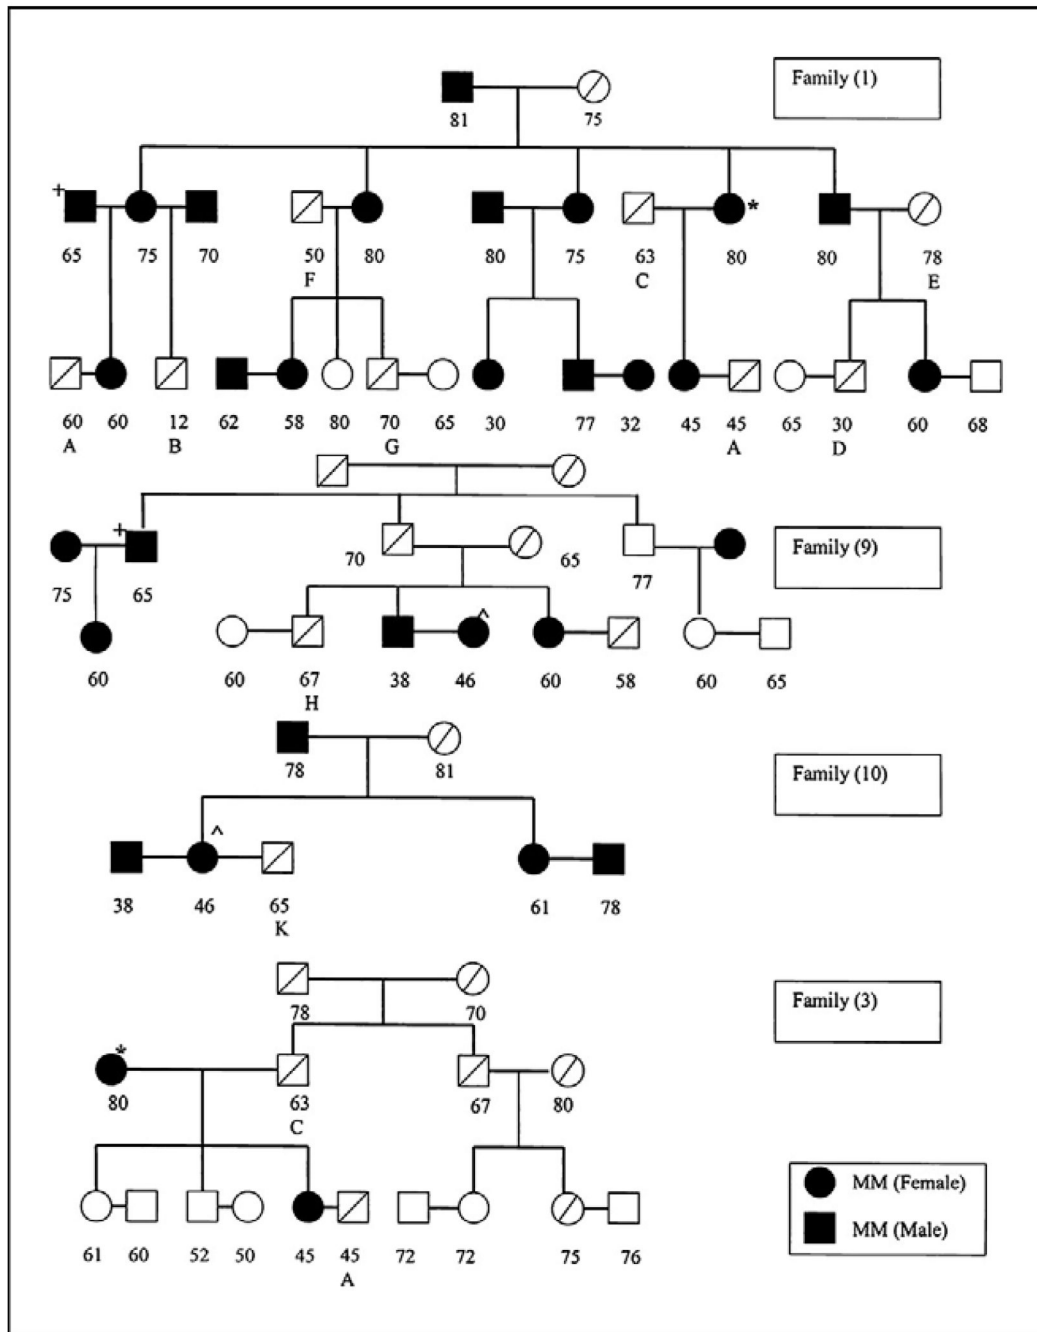 Family (1)
81 75
+
*
65 75 70 50 80 80 75 63 80 80 78
F C E
60 60 12 62 58 80 70 65 30 77 32 45 45 65 30 60 68
A B G A D
+
Family (9)
70 65
77
75 65
^
60 60 67 38 46 60 58 60 65
H
Family (10)
78 81
^
38 46 65 61 78
K
Family (3)
78 70
*
80 63 67 80
C
MM (Female)
MM (Male)
61 60 52 50 45 45 72 72 75 76
A